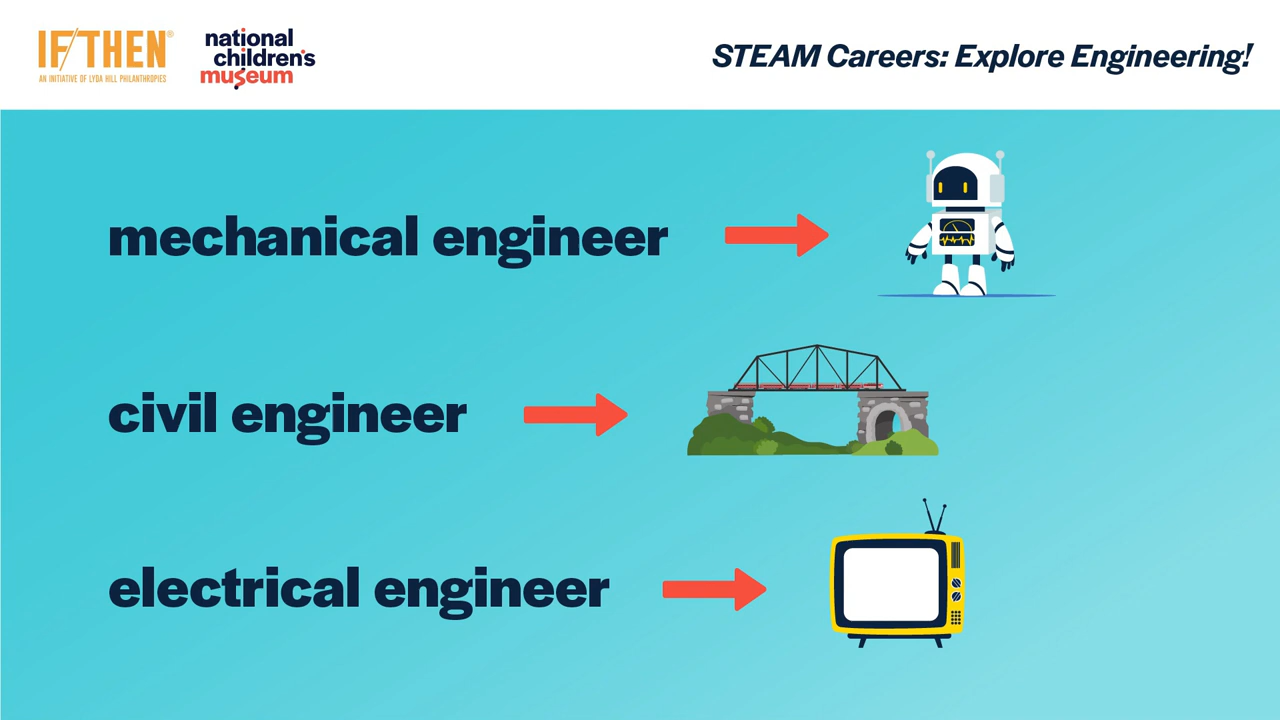 IF/THEN®
AN INITIATIVE OF LYDA HILL PHILANTHROPIES
national
children's
museum
STEAM Careers: Explore Engineering!
mechanical engineer
civil engineer
electrical engineer